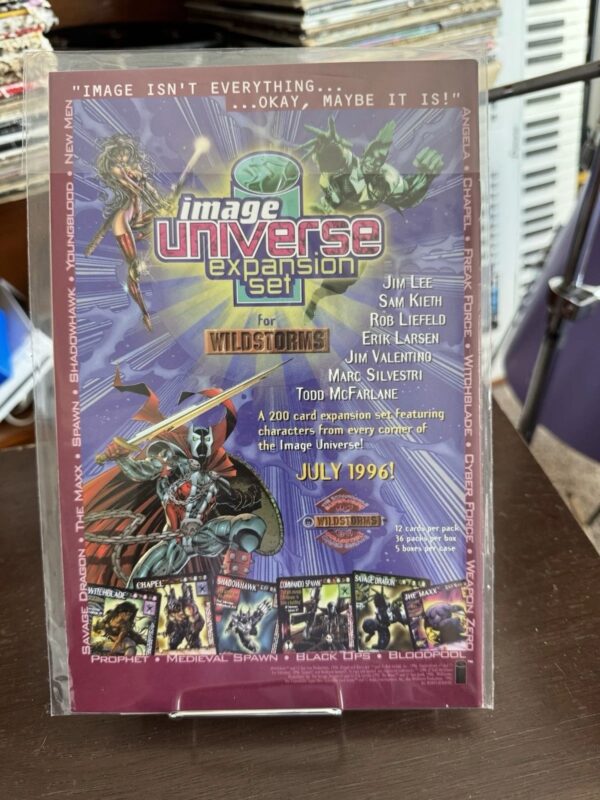 "IMAGE ISN'T EVERYTHING...
...OKAY, MAYBE IT IS!"
SAVAGE DRAGON • THE MAXX • SPAWN • SHADOWHAWK • YOUNGBLOOD • NEW MEN
ANGELA • CHAPEL • FREAK FORCE • WITCHBLADE • CYBER FORCE • WEAPON ZERO
image
universe
expansion
set
for
WILDSTORMS
JIM LEE
SAM KIETH
ROB LIEFELD
ERIK LARSEN
JIM VALENTINO
MARC SILVESTRI
TODD MCFARLANE
A 200 card expansion set featuring
characters from every corner of
the Image Universe!
JULY 1996!
WILDSTORMS
12 cards per pack
36 packs per box
5 boxes per case
WITCHBLADE
CHAPEL
SHADOWHAWK
COMMANDO SPAWN
SAVAGE DRAGON
THE MAXX
PROPHET • MEDIEVAL SPAWN • BLACK OPS • BLOODPOOL